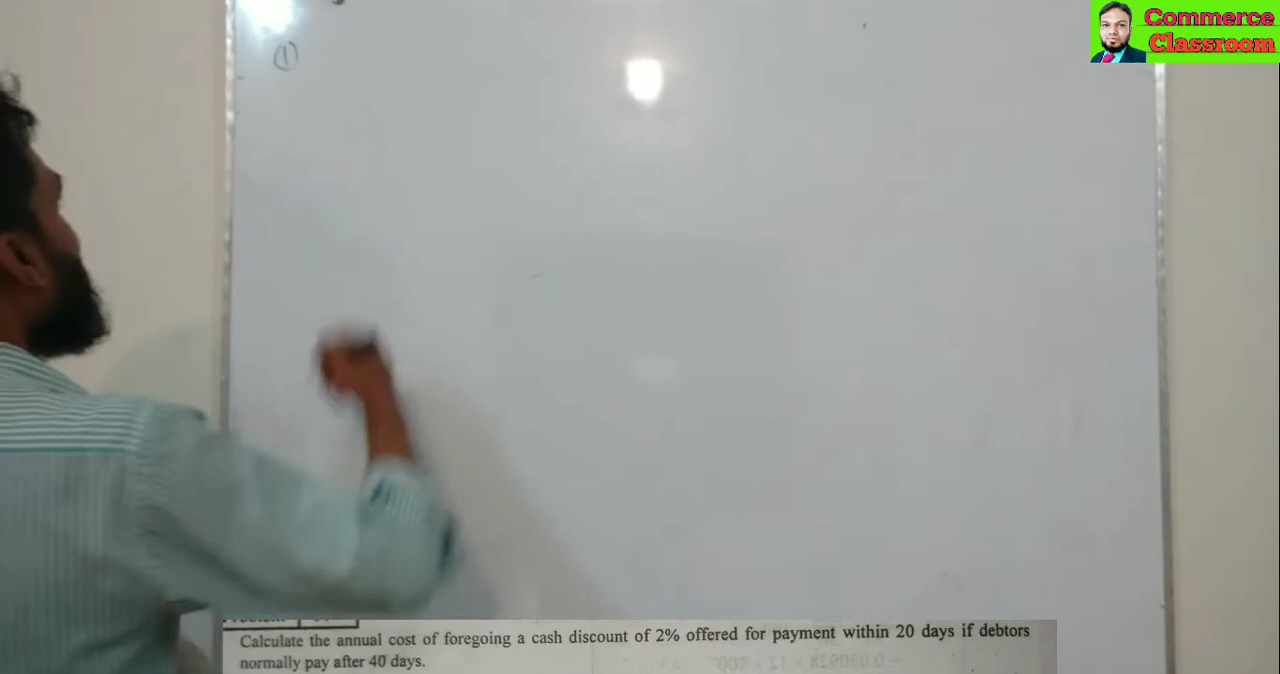 Commerce
Classroom
(1)
Calculate the annual cost of foregoing a cash discount of 2% offered for payment within 20 days if debtors
normally pay after 40 days.